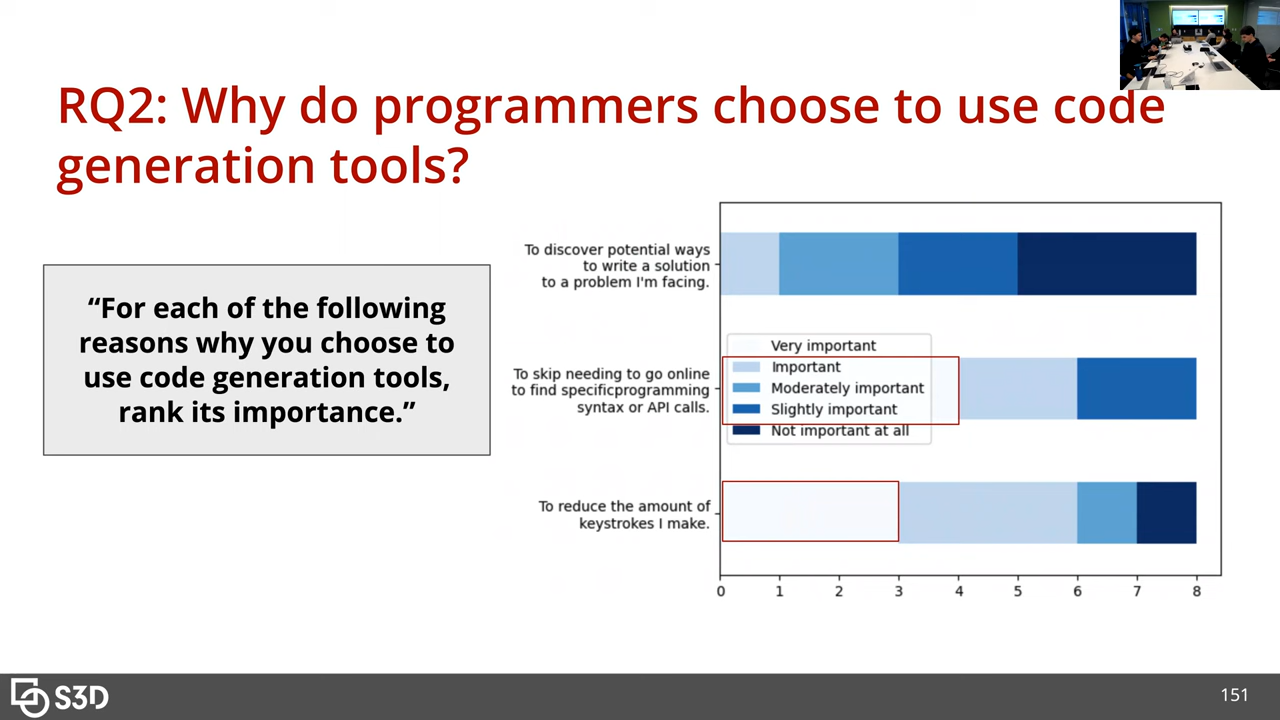 RQ2: Why do programmers choose to use code
generation tools?
“For each of the following
reasons why you choose to
use code generation tools,
rank its importance.”
To discover potential ways
to write a solution
to a problem I'm facing.
To skip needing to go online
to find specificprogramming
syntax or API calls.
To reduce the amount of
keystrokes I make.
Very important
Important
Moderately important
Slightly important
Not important at all
0 1 2 3 4 5 6 7 8
S3D
151